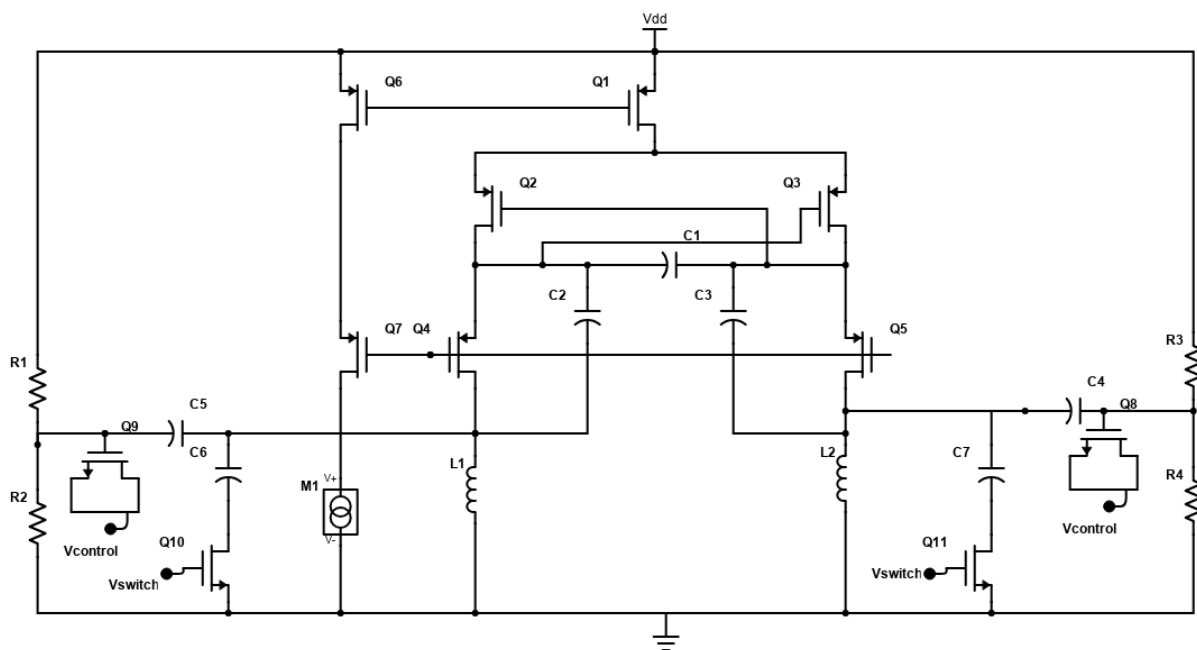 Vdd
Q6
Q1
Q2
Q3
C1
C2
C3
Q7
Q4
Q5
R1
R3
C5
C4
Q9
Q8
C6
L1
L2
C7
R2
V+
M1
R4
V-
Vcontrol
Q10
Q11
Vcontrol
Vswitch
Vswitch